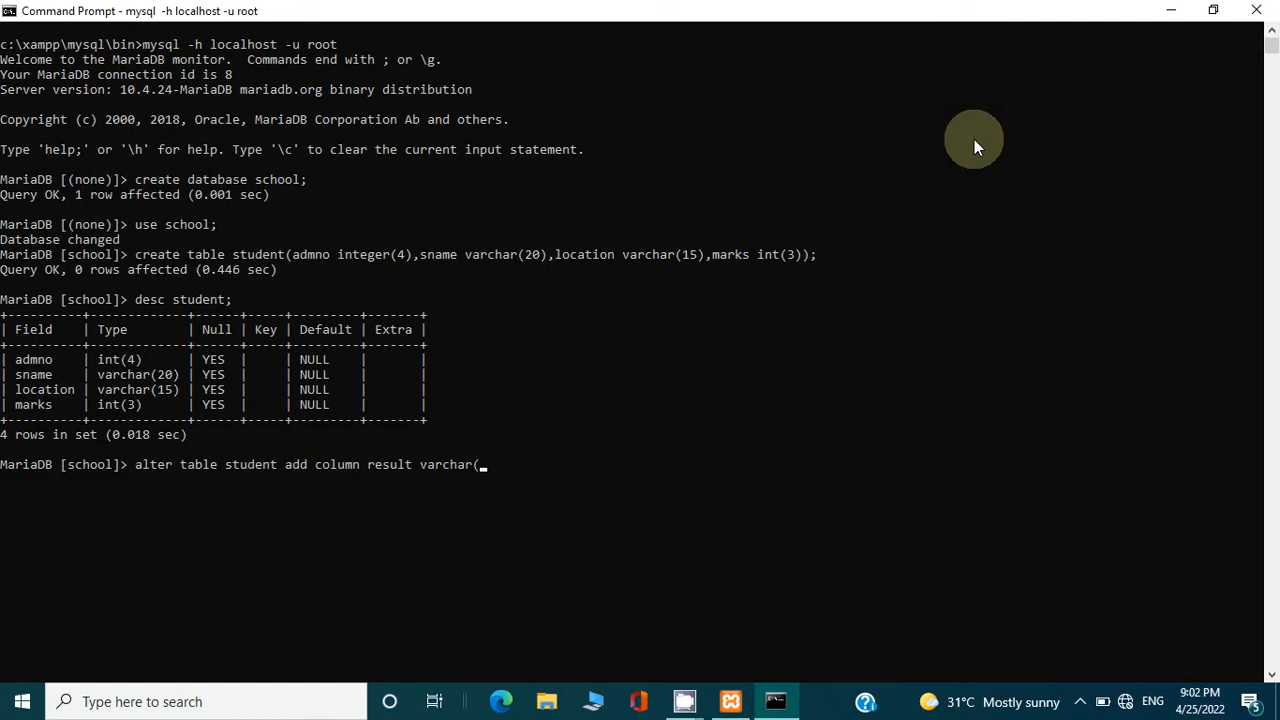 Command Prompt - mysql -h localhost -u root
c:\xampp\mysql\bin>mysql -h localhost -u root
Welcome to the MariaDB monitor.  Commands end with ; or \g.
Your MariaDB connection id is 8
Server version: 10.4.24-MariaDB mariadb.org binary distribution
Copyright (c) 2000, 2018, Oracle, MariaDB Corporation Ab and others.
Type 'help;' or '\h' for help. Type '\c' to clear the current input statement.
MariaDB [(none)]> create database school;
Query OK, 1 row affected (0.001 sec)
MariaDB [(none)]> use school;
Database changed
MariaDB [school]> create table student(admno integer(4),sname varchar(20),location varchar(15),marks int(3));
Query OK, 0 rows affected (0.446 sec)
MariaDB [school]> desc student;
+----------+-------------+------+-----+---------+-------+
| Field    | Type        | Null | Key | Default | Extra |
+----------+-------------+------+-----+---------+-------+
| admno    | int(4)      | YES  |     | NULL    |       |
| sname    | varchar(20) | YES  |     | NULL    |       |
| location | varchar(15) | YES  |     | NULL    |       |
| marks    | int(3)      | YES  |     | NULL    |       |
+----------+-------------+------+-----+---------+-------+
4 rows in set (0.018 sec)
MariaDB [school]> alter table student add column result varchar(
Type here to search
31°C Mostly sunny
ENG
9:02 PM
4/25/2022
5